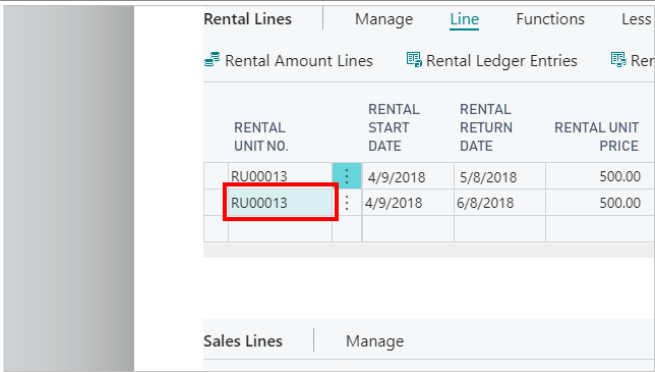 Rental Lines Manage Line Functions Less
Rental Amount Lines Rental Ledger Entries Ren
RENTAL UNIT NO. RENTAL START DATE RENTAL RETURN DATE RENTAL UNIT PRICE
RU00013 4/9/2018 5/8/2018 500.00
RU00013 4/9/2018 6/8/2018 500.00
Sales Lines Manage